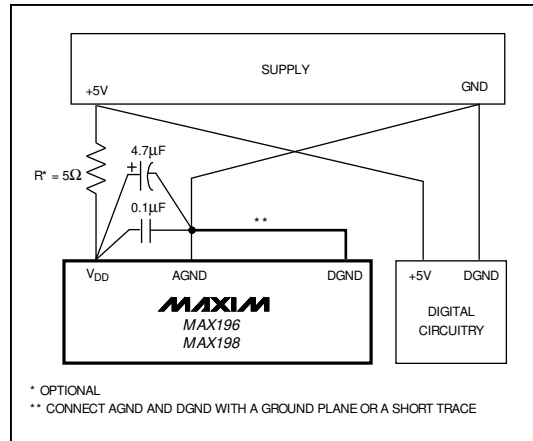 SUPPLY
+5V
GND
4.7µF
+
R* = 5Ω
0.1µF
**
VDD
AGND
DGND
+5V
DGND
MAXIM
MAX196
MAX198
DIGITAL
CIRCUITRY
* OPTIONAL
** CONNECT AGND AND DGND WITH A GROUND PLANE OR A SHORT TRACE